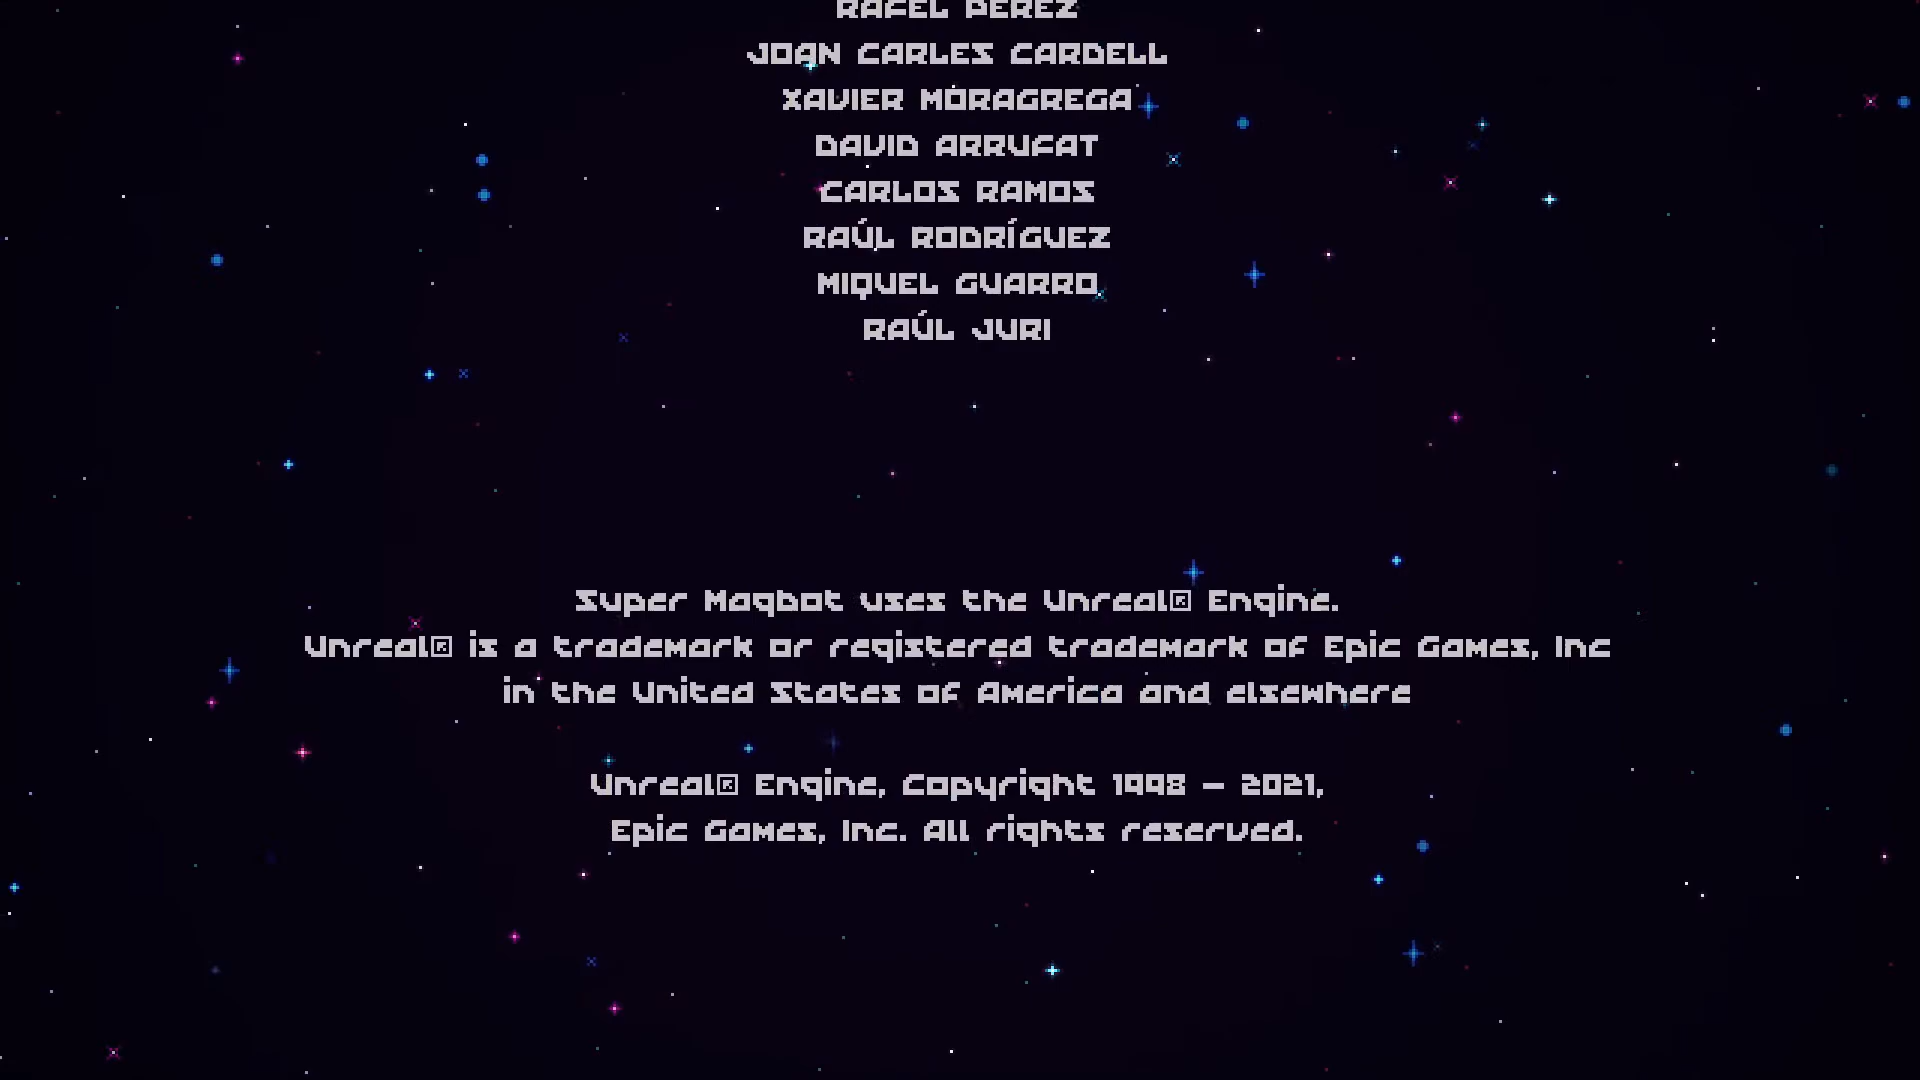 RAFEL PEREZ
JOAN CARLES CARDELL
XAVIER MORAGREGA
DAVID ARRUFAT
CARLOS RAMOS
RAÚL RODRÍGUEZ
MIQUEL GUARRO
RAÚL JURI
Super Magbot uses the Unreal® Engine.
Unreal® is a trademark or registered trademark of Epic Games, Inc
in the United States of America and elsewhere
Unreal® Engine, Copyright 1998 – 2021,
Epic Games, Inc. All rights reserved.